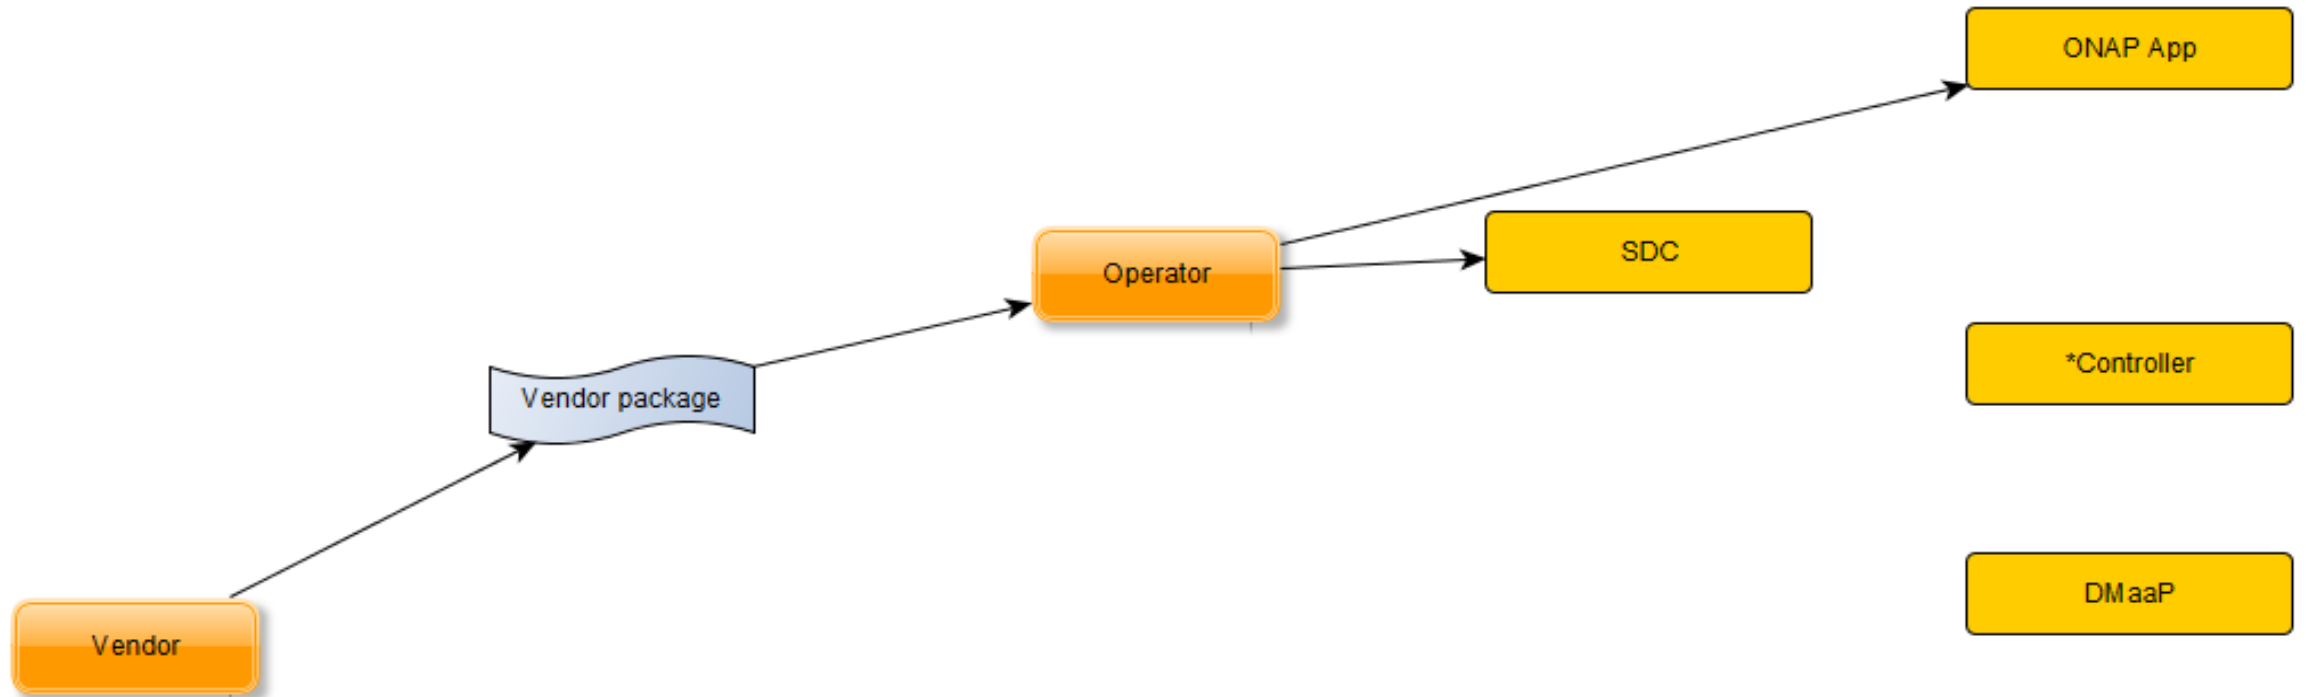 ONAP App
SDC
Operator
*Controller
Vendor package
DMaaP
Vendor